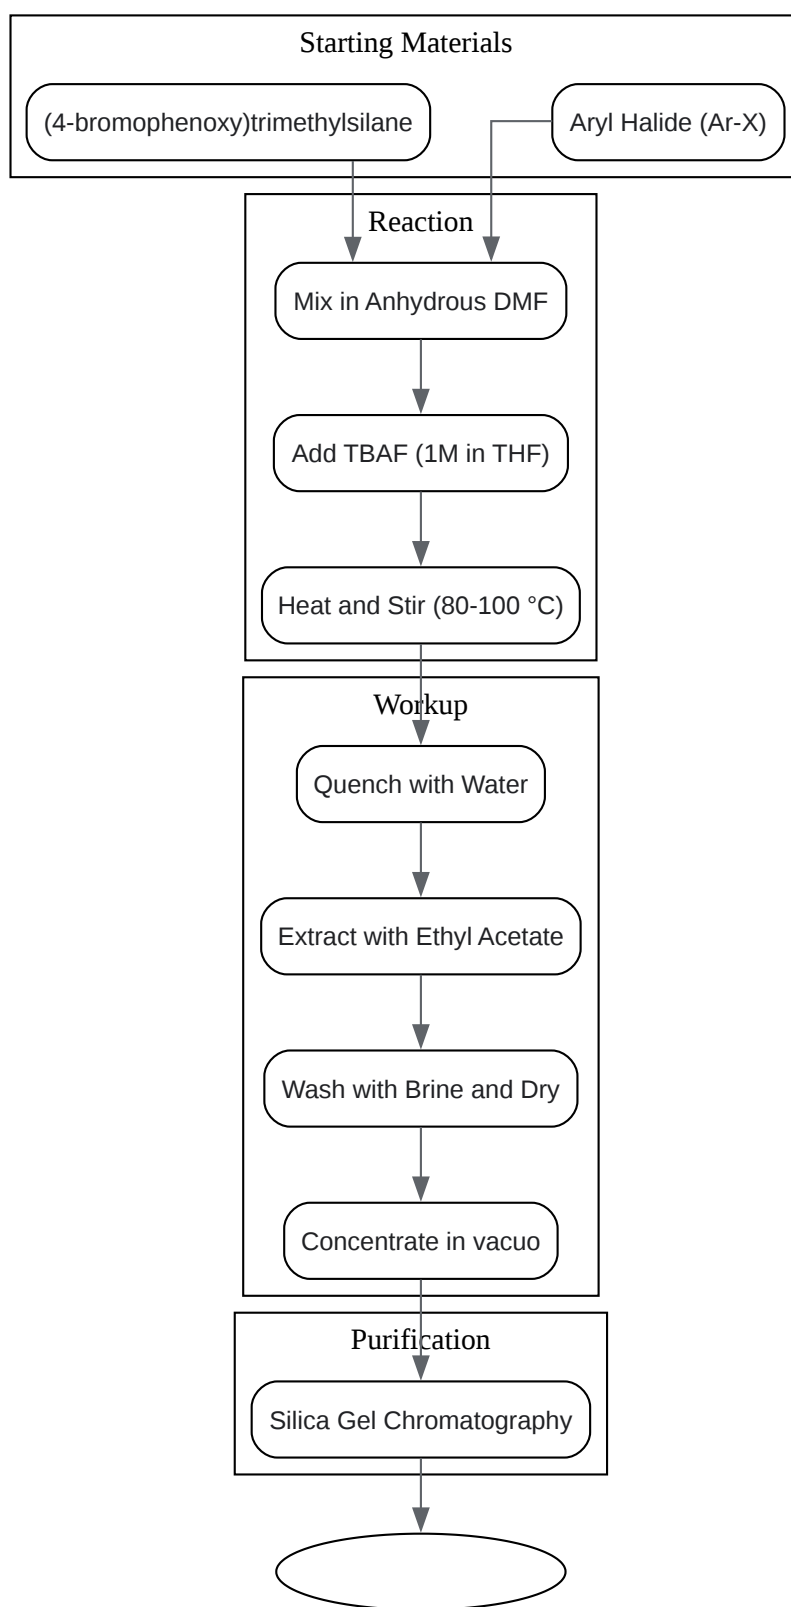 Starting Materials
(4-bromophenoxy)trimethylsilane
Aryl Halide (Ar-X)
Reaction
Mix in Anhydrous DMF
Add TBAF (1M in THF)
Heat and Stir (80-100 °C)
Workup
Quench with Water
Extract with Ethyl Acetate
Wash with Brine and Dry
Concentrate in vacuo
Purification
Silica Gel Chromatography